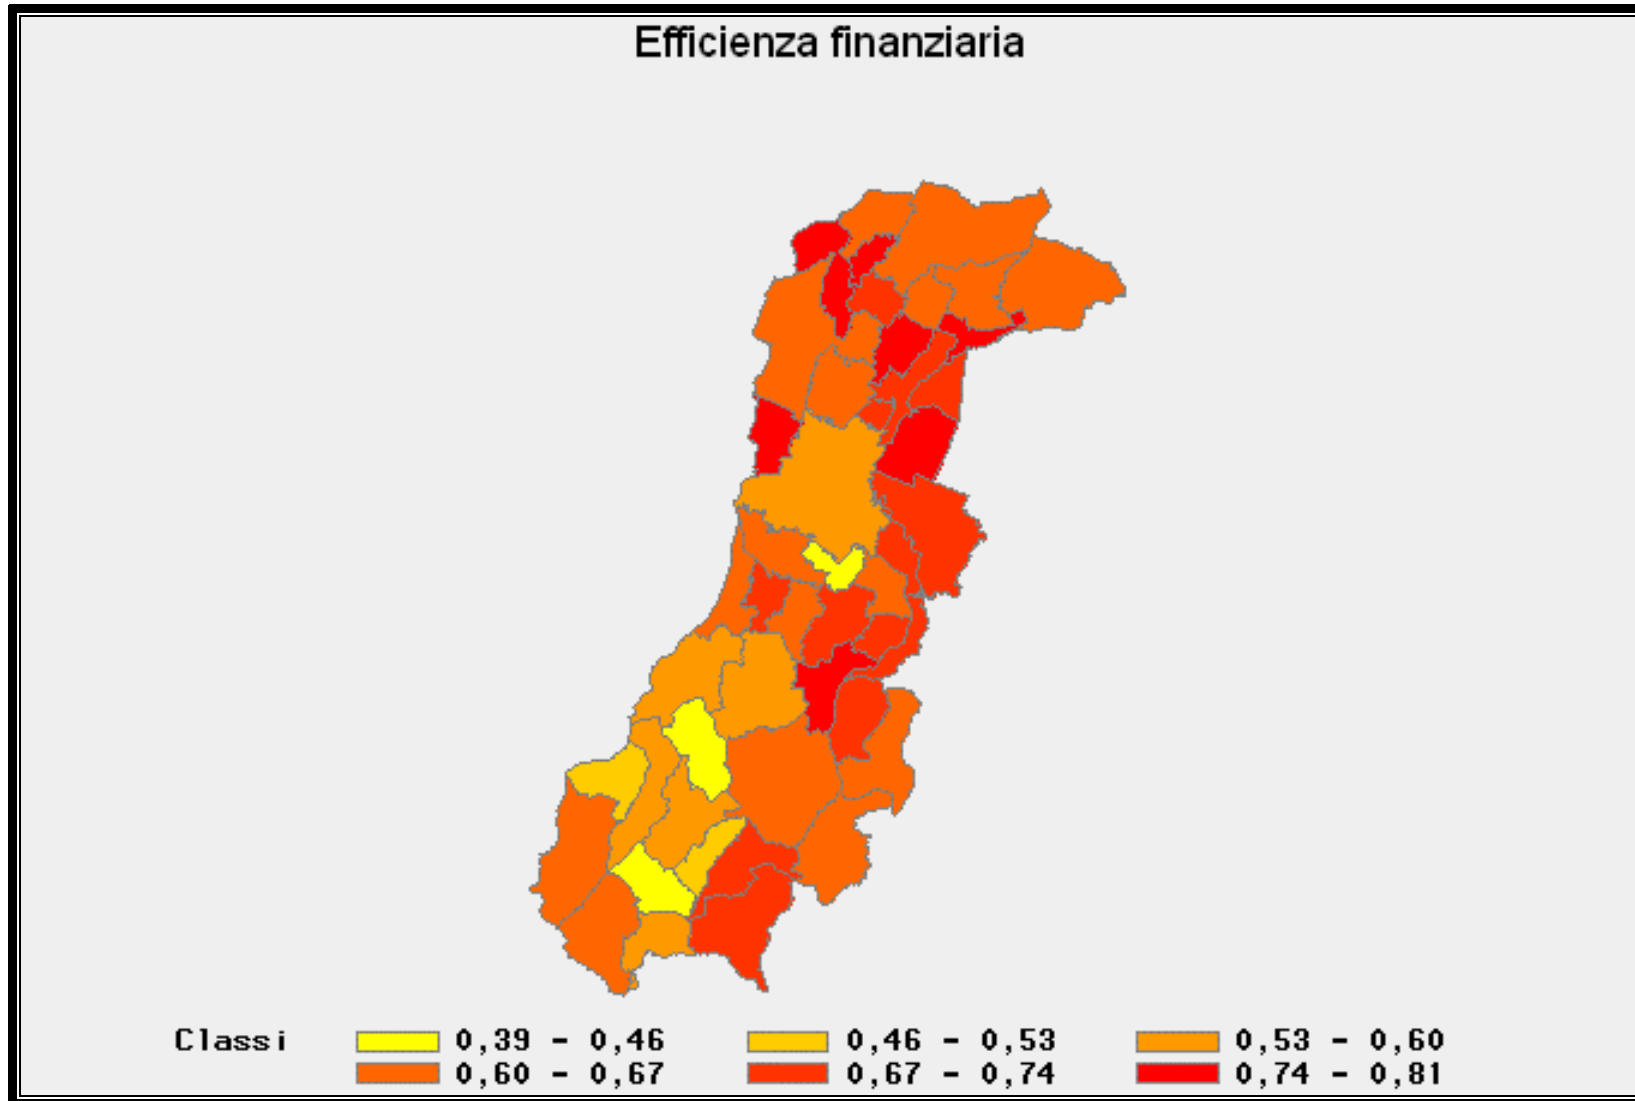 Efficienza finanziaria
Classi 0,39 - 0,46 0,46 - 0,53 0,53 - 0,60
0,60 - 0,67 0,67 - 0,74 0,74 - 0,81